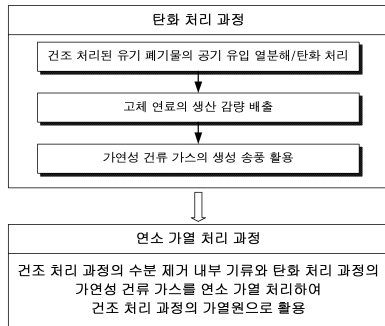 탄화 처리 과정
건조 처리된 유기 폐기물의 공기 유입 열분해/탄화 처리
고체 연료의 생산 감량 배출
가연성 건류 가스의 생성 송풍 활용
연소 가열 처리 과정
건조 처리 과정의 수분 제거 내부 기류와 탄화 처리 과정의
가연성 건류 가스를 연소 가열 처리하여
건조 처리 과정의 가열원으로 활용